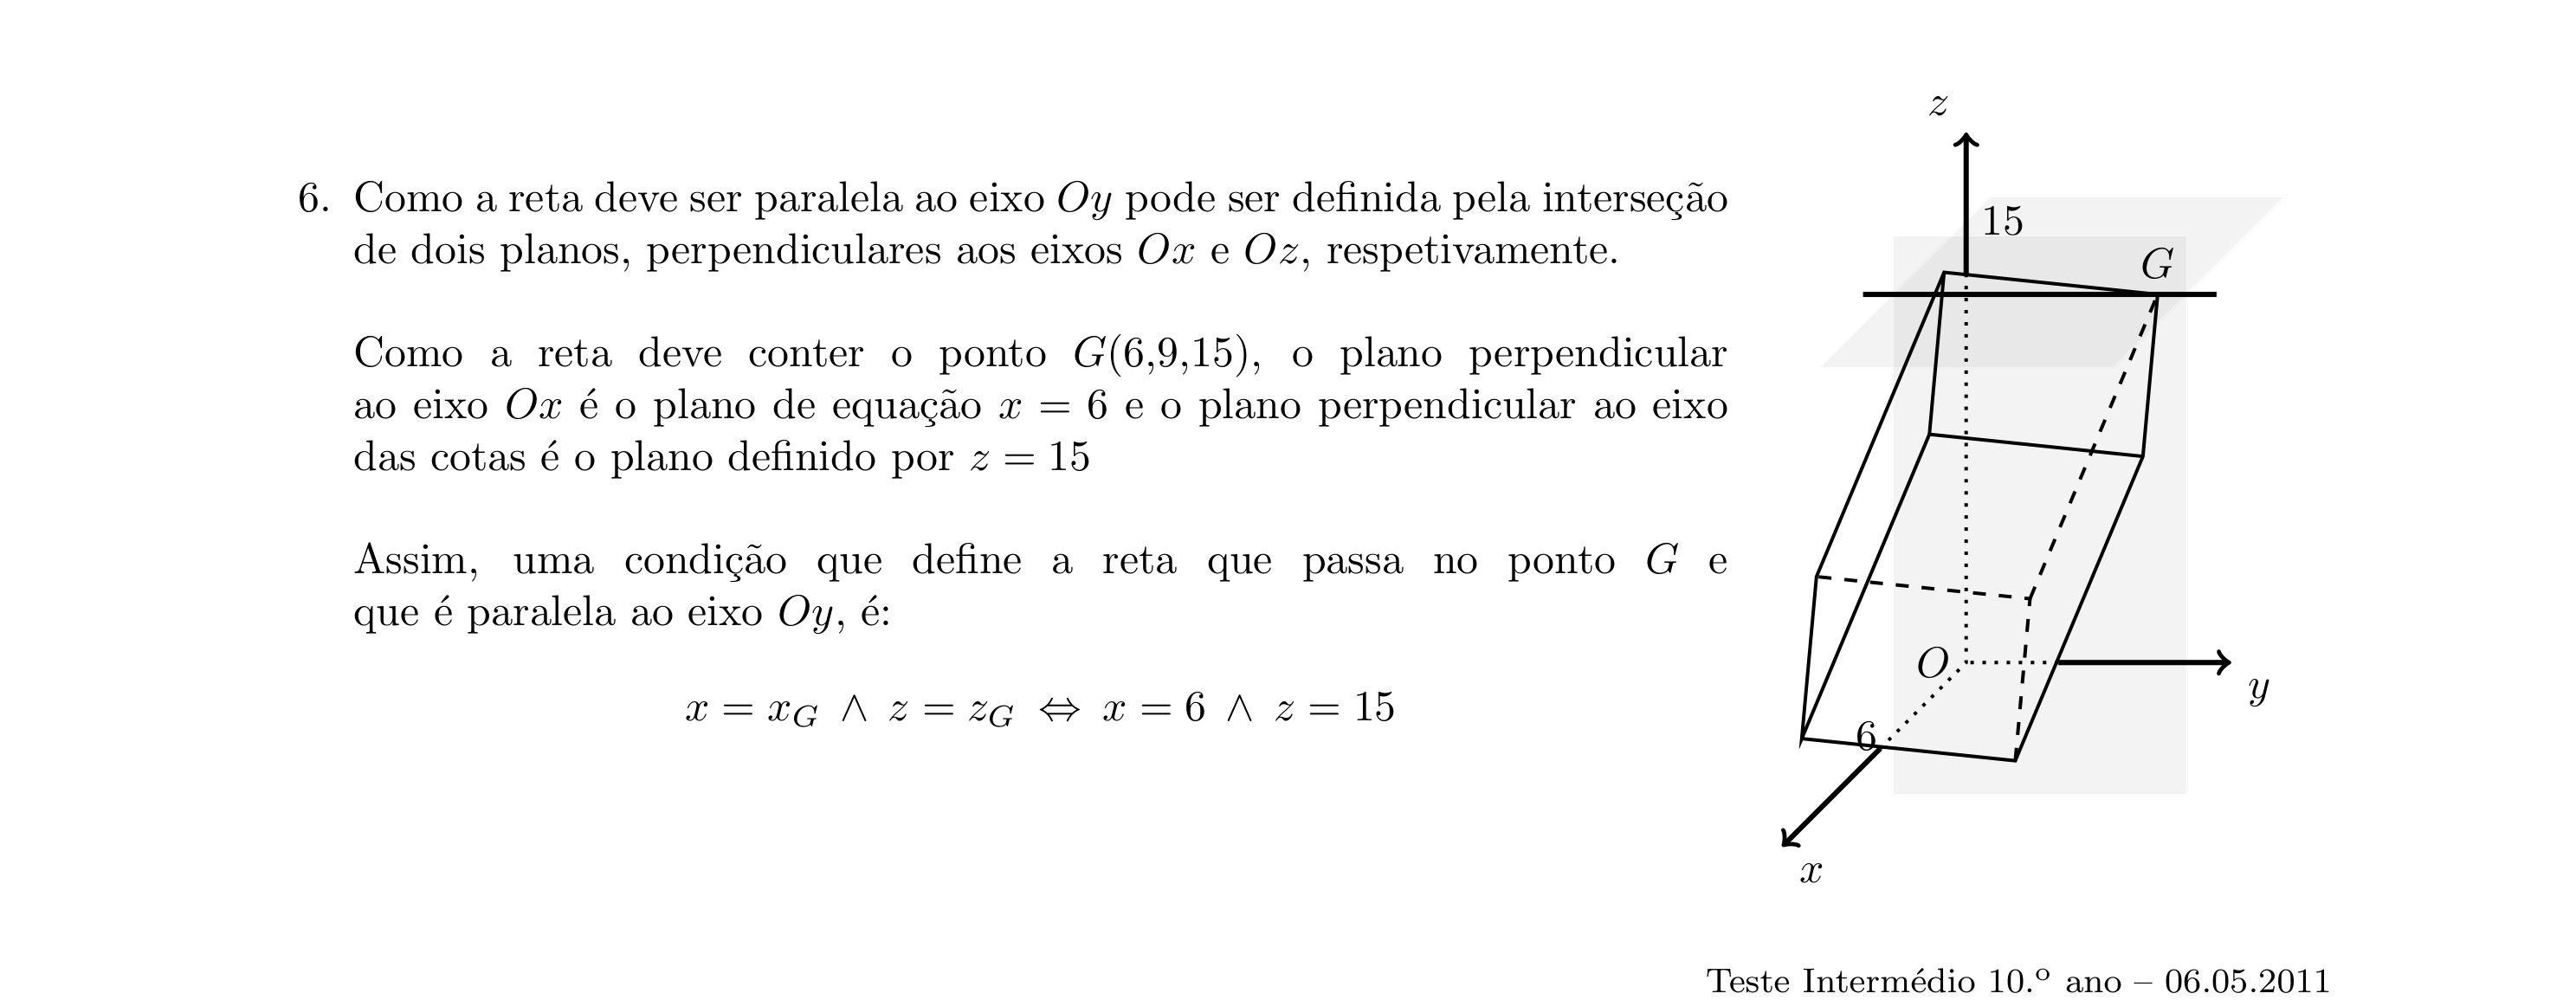 6. Como a reta deve ser paralela ao eixo Oy pode ser definida pela interseção
de dois planos, perpendiculares aos eixos Ox e Oz, respetivamente.
Como a reta deve conter o ponto G(6,9,15), o plano perpendicular
ao eixo Ox é o plano de equação x = 6 e o plano perpendicular ao eixo
das cotas é o plano definido por z = 15
Assim, uma condição que define a reta que passa no ponto G e
que é paralela ao eixo Oy, é:
x = x_G ∧ z = z_G ⇔ x = 6 ∧ z = 15
z
15
G
O
y
6
x
Teste Intermédio 10.º ano – 06.05.2011